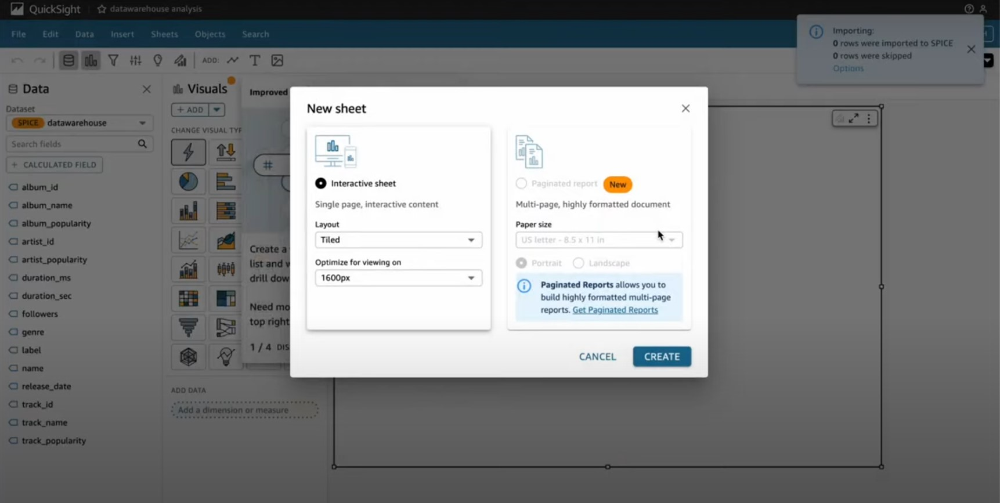 QuickSight
datawarehouse analysis
File
Edit
Data
Insert
Sheets
Objects
Search
Importing:
0 rows were imported to SPICE
0 rows were skipped
Options
ADD:
Data
Dataset
SPICE datawarehouse
Search fields
+ CALCULATED FIELD
album_id
album_name
album_popularity
artist_id
artist_popularity
duration_ms
duration_sec
followers
genre
label
name
release_date
track_id
track_name
track_popularity
Visuals
+ ADD
CHANGE VISUAL TYP
ADD DATA
Add a dimension or measure
Improved
#
Create a
list and
drill dow
Need mo
top right
1 / 4 DIS
New sheet
Interactive sheet
Single page, interactive content
Layout
Tiled
Optimize for viewing on
1600px
Paginated report New
Multi-page, highly formatted document
Paper size
US letter - 8.5 x 11 in
Portrait
Landscape
Paginated Reports allows you to
build highly formatted multi-page
reports. Get Paginated Reports
CANCEL
CREATE